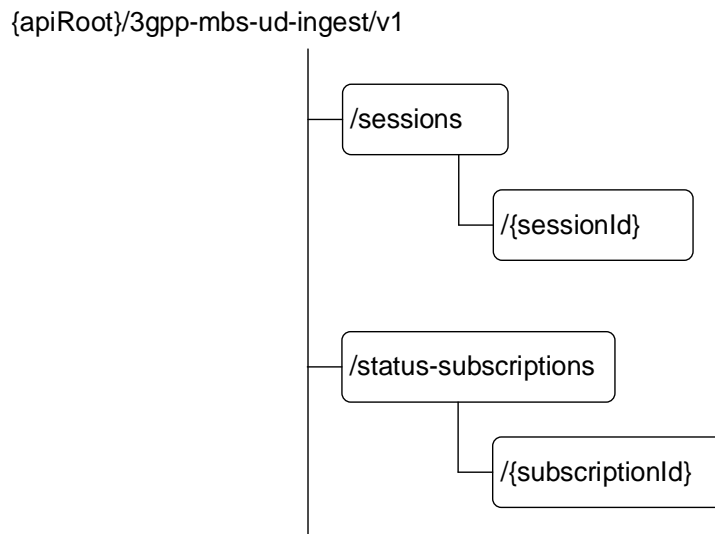 {apiRoot}/3gpp-mbs-ud-ingest/v1
/sessions
/{sessionId}
/status-subscriptions
/{subscriptionId}